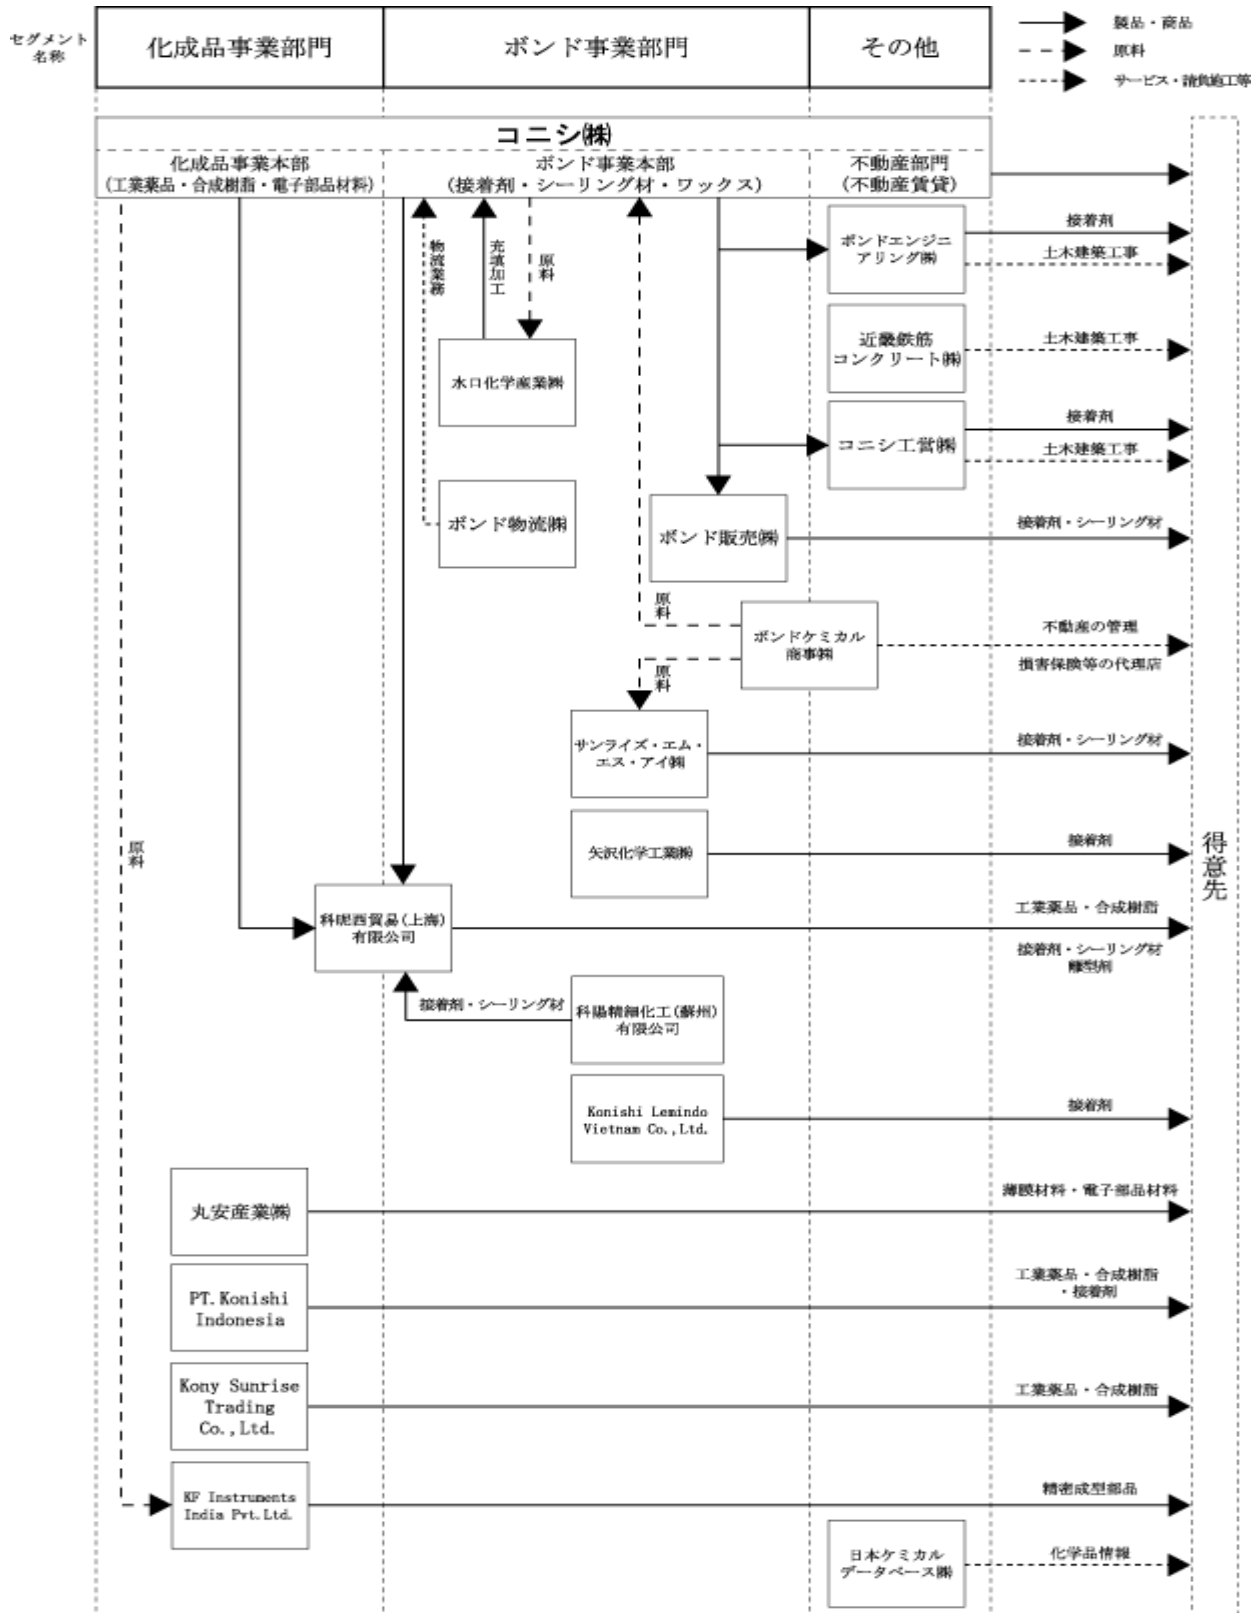 セグメント
名称
化成品事業部門
ボンド事業部門
その他
製品・商品
原料
サービス・請負施工等
コニシ㈱
化成品事業本部
(工業薬品・合成樹脂・電子部品材料)
ボンド事業本部
(接着剤・シーリング材・ワックス)
不動産部門
(不動産賃貸)
物流業務
充填加工
原料
ボンドエンジニ
アリング㈱
接着剤
土木建築工事
近畿鉄筋
コンクリート㈱
土木建築工事
水口化学産業㈱
コニシ工営㈱
接着剤
土木建築工事
ボンド物流㈱
ボンド販売㈱
接着剤・シーリング材
原料
ボンドケミカル
商事㈱
不動産の管理
損害保険等の代理店
原料
サンライズ・エム・
エス・アイ㈱
接着剤・シーリング材
矢沢化学工業㈱
接着剤
原料
得意先
科昵西貿易(上海)
有限公司
工業薬品・合成樹脂
接着剤・シーリング材
離型剤
接着剤・シーリング材
科陽精細化工(蘇州)
有限公司
Konishi Lemindo
Vietnam Co.,Ltd.
接着剤
丸安産業㈱
薄膜材料・電子部品材料
PT.Konishi
Indonesia
工業薬品・合成樹脂
・接着剤
Kony Sunrise
Trading
Co.,Ltd.
工業薬品・合成樹脂
KF Instruments
India Pvt.Ltd.
精密成型部品
日本ケミカル
データベース㈱
化学品情報